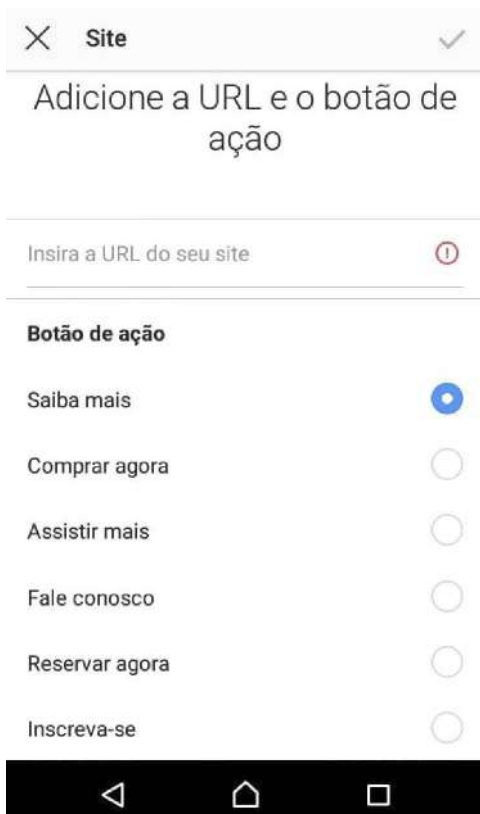 Site
Adicione a URL e o botão de
ação
Insira a URL do seu site
Botão de ação
Saiba mais
Comprar agora
Assistir mais
Fale conosco
Reservar agora
Inscreva-se